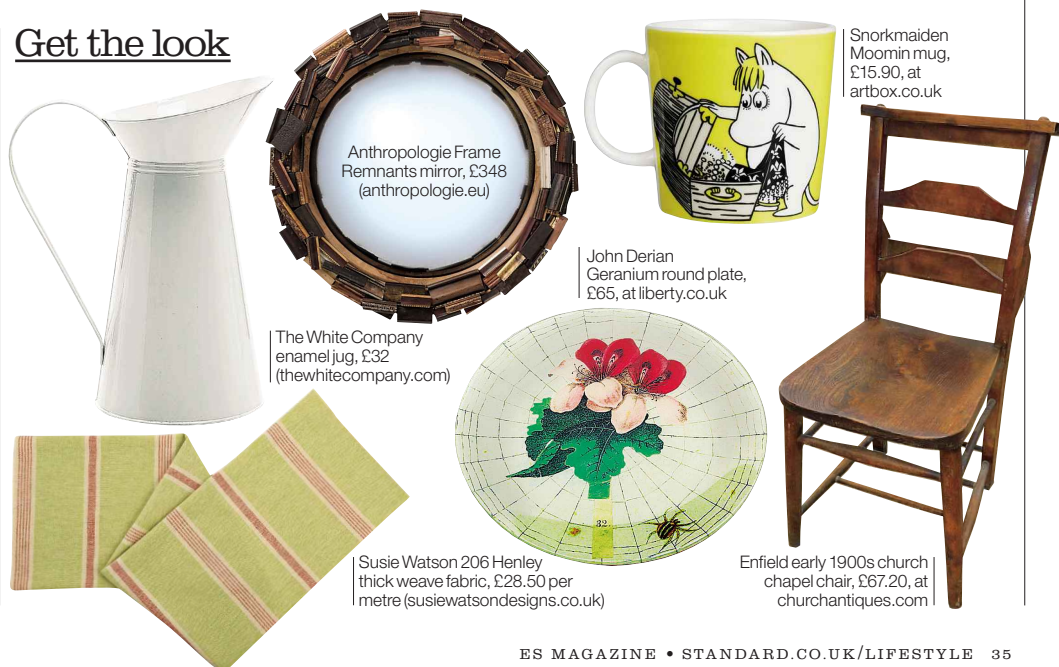 Get the look
Anthropologie Frame
Remnants mirror, £348
(anthropologie.eu)
Snorkmaiden
Moomin mug,
£15.90, at
artbox.co.uk
The White Company
enamel jug, £32
(thewhitecompany.com)
John Derian
Geranium round plate,
£65, at liberty.co.uk
32.
Susie Watson 206 Henley
thick weave fabric, £28.50 per
metre (susiewatsondesigns.co.uk)
Enfield early 1900s church
chapel chair, £67.20, at
churchantiques.com
ES MAGAZINE • STANDARD.CO.UK/LIFESTYLE 35